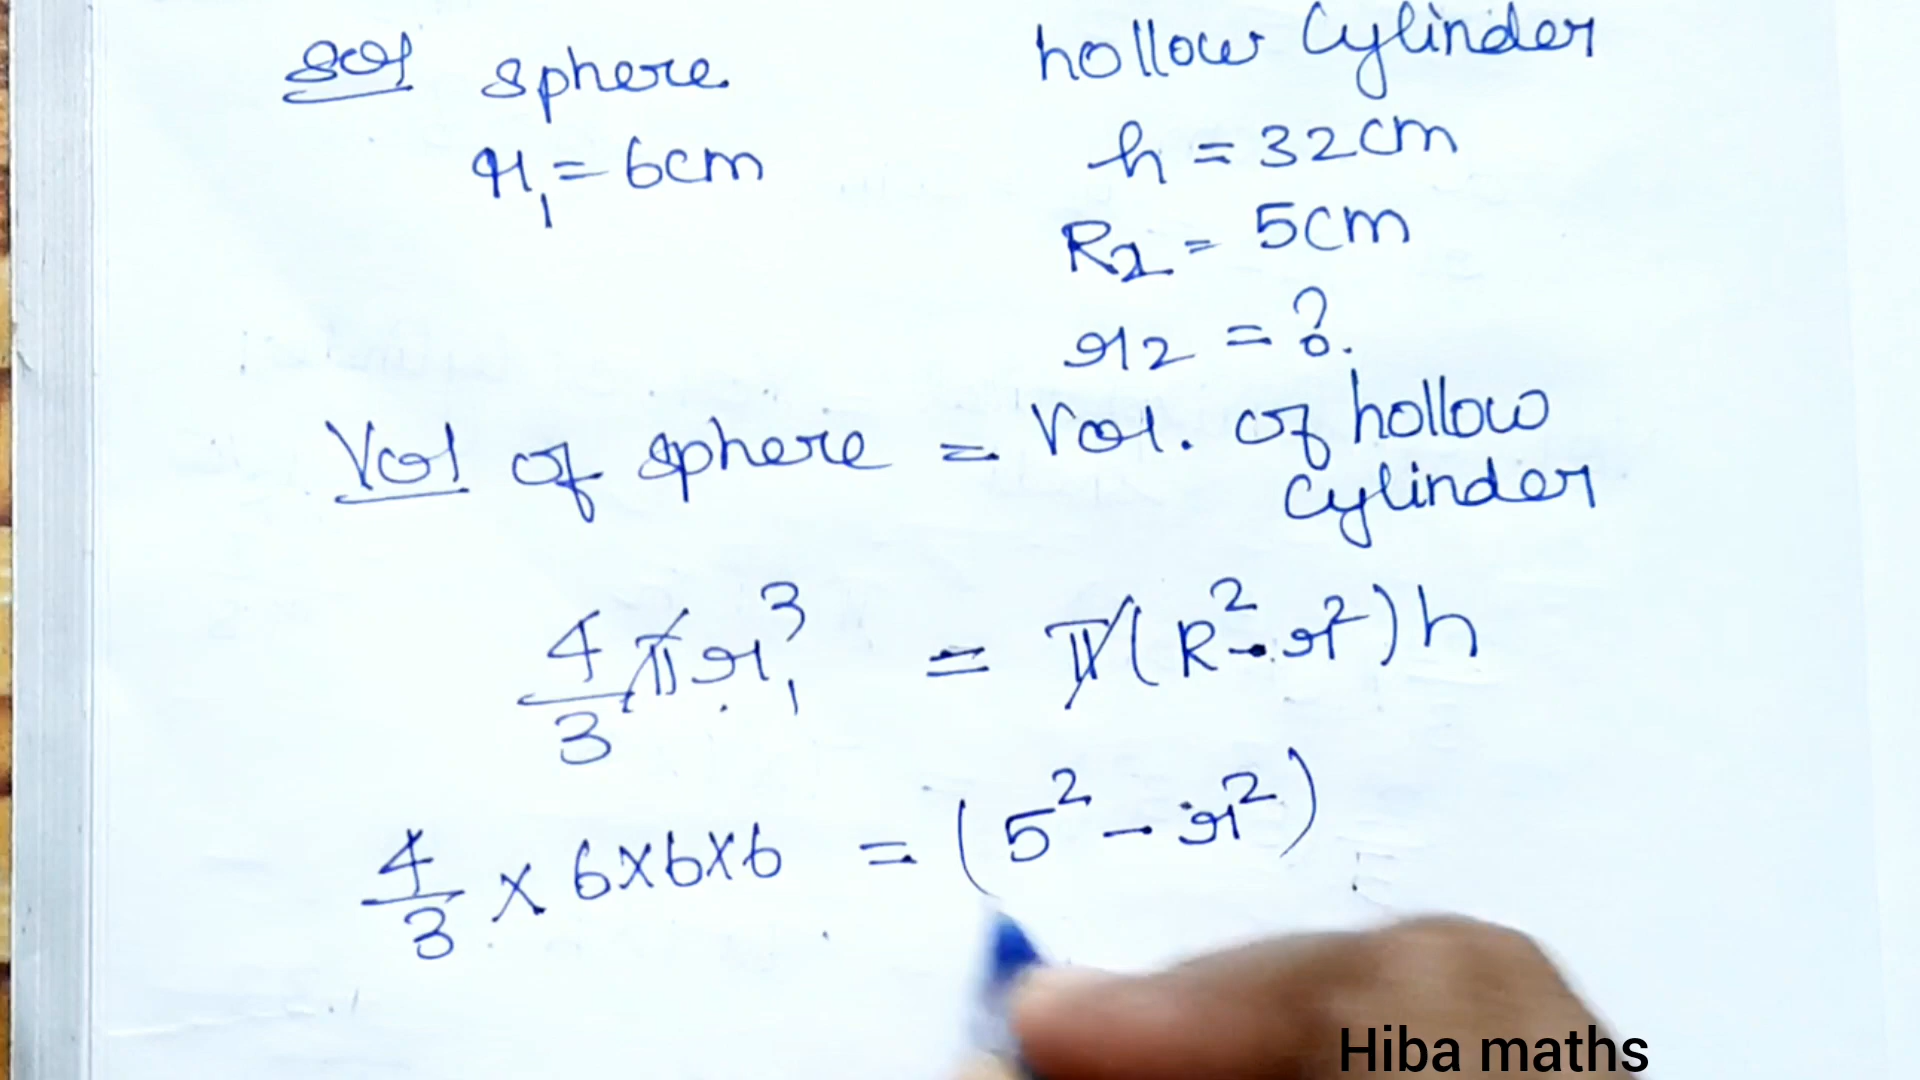 Sol sphere
r₁ = 6cm
hollow Cylinder
h = 32cm
R₂ = 5cm
r₂ = ?.
Vol of sphere = Vol. of hollow
cylinder
4/3 πr₁³ = π(R² - r²)h
4/3 × 6×6×6 = (5² - r²)
Hiba maths